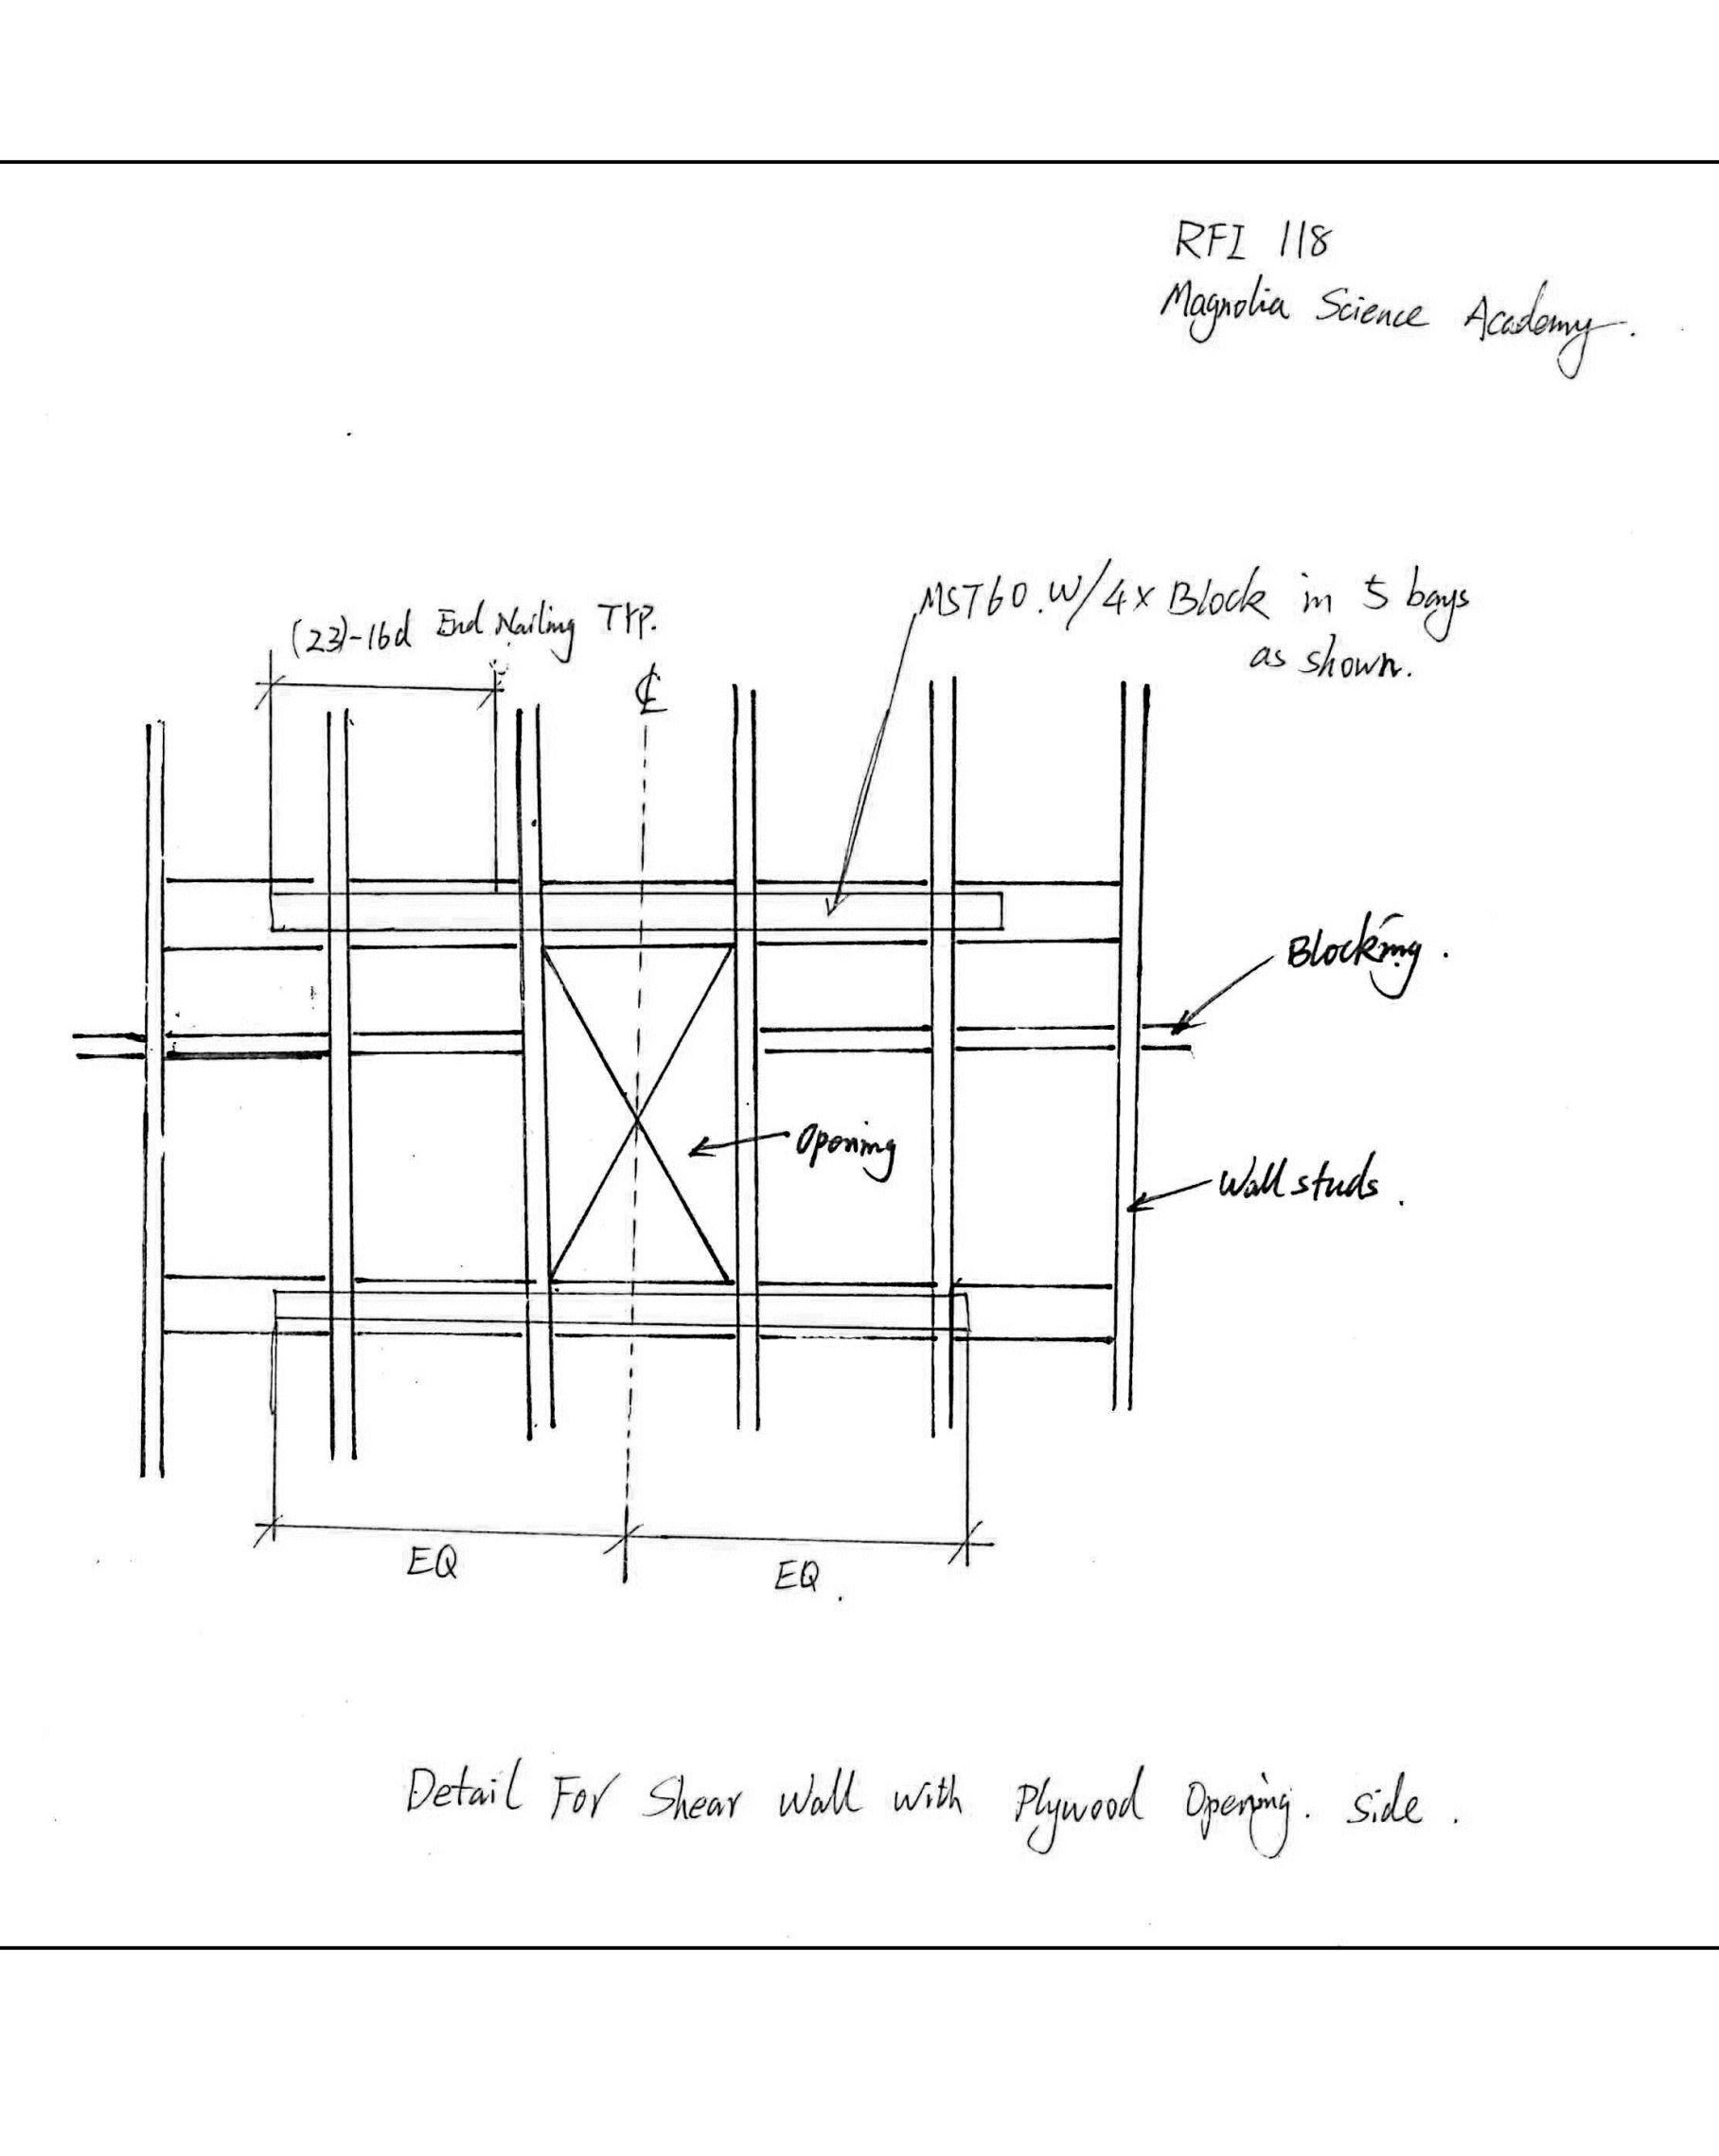 RFI 118
Magnolia Science Academy.
MST60.W/4x Block in 5 bays
as shown.
(23)-16d End Nailing TYP.
℄
Blocking.
Opening
Wall studs.
EQ
EQ.
Detail For Shear Wall with Plywood Opening. Side.